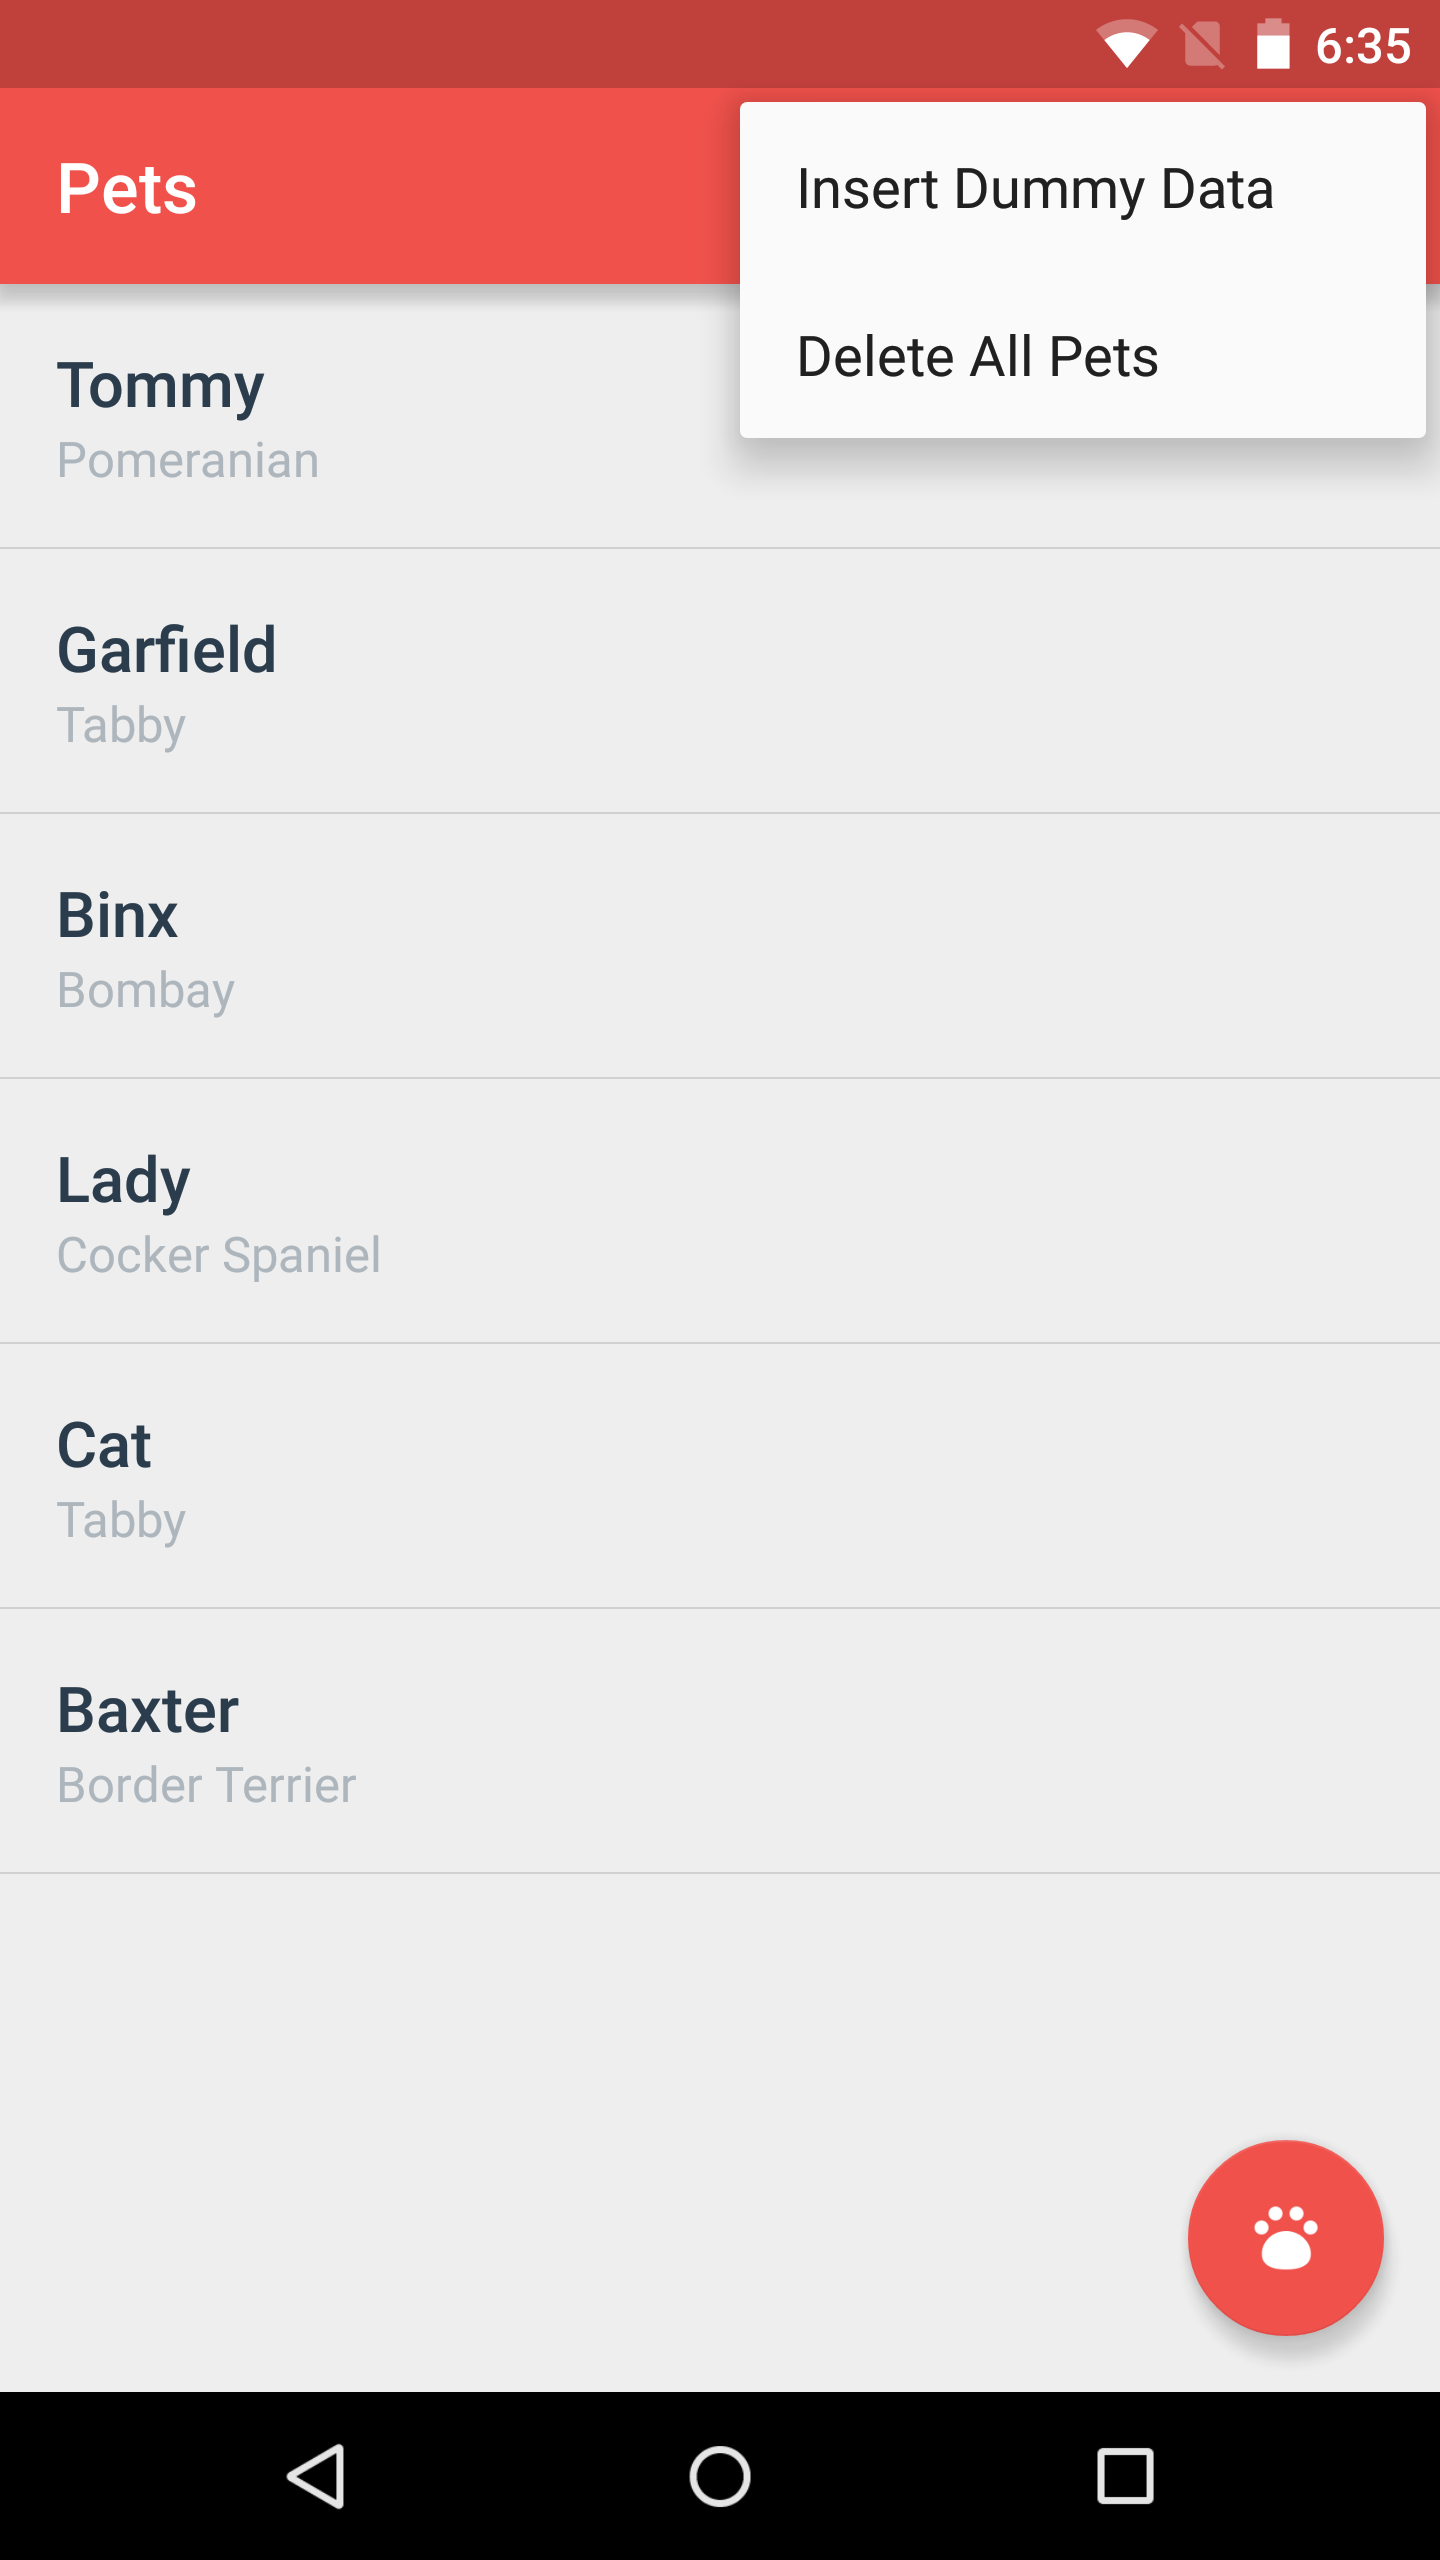 6:35
Pets
Insert Dummy Data
Delete All Pets
Tommy
Pomeranian
Garfield
Tabby
Binx
Bombay
Lady
Cocker Spaniel
Cat
Tabby
Baxter
Border Terrier